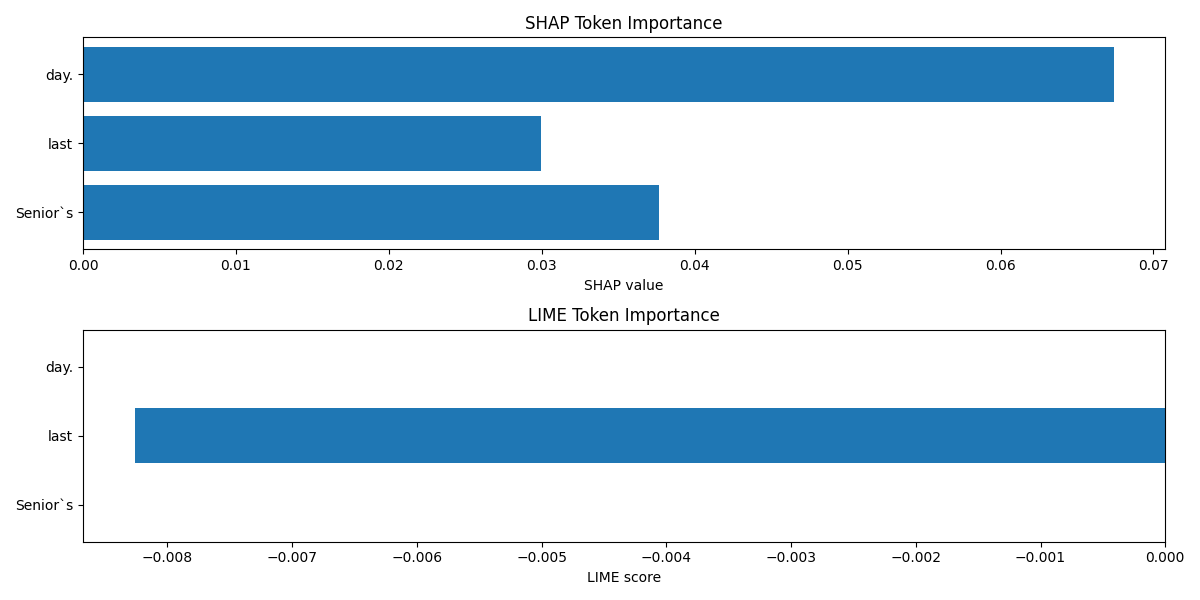 SHAP Token Importance
day.
last
Senior`s
0.00 0.01 0.02 0.03 0.04 0.05 0.06 0.07
SHAP value
LIME Token Importance
day.
last
Senior`s
−0.008 −0.007 −0.006 −0.005 −0.004 −0.003 −0.002 −0.001 0.000
LIME score